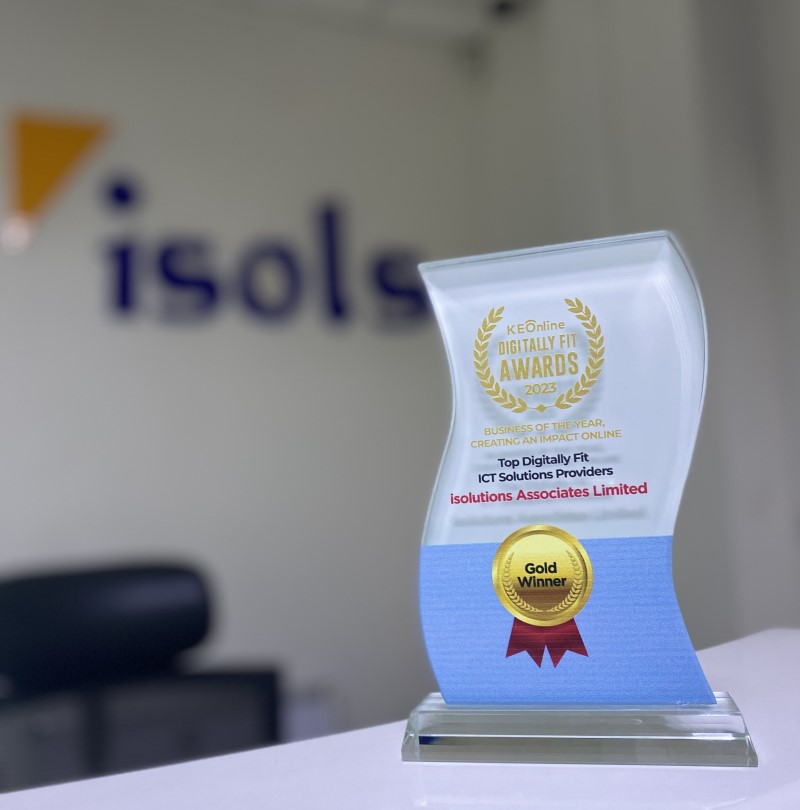 isols
KEOnline
DIGITALLY FIT
AWARDS
2023
BUSINESS OF THE YEAR,
CREATING AN IMPACT ONLINE
Top Digitally Fit
ICT Solutions Providers
isolutions Associates Limited
Gold
Winner